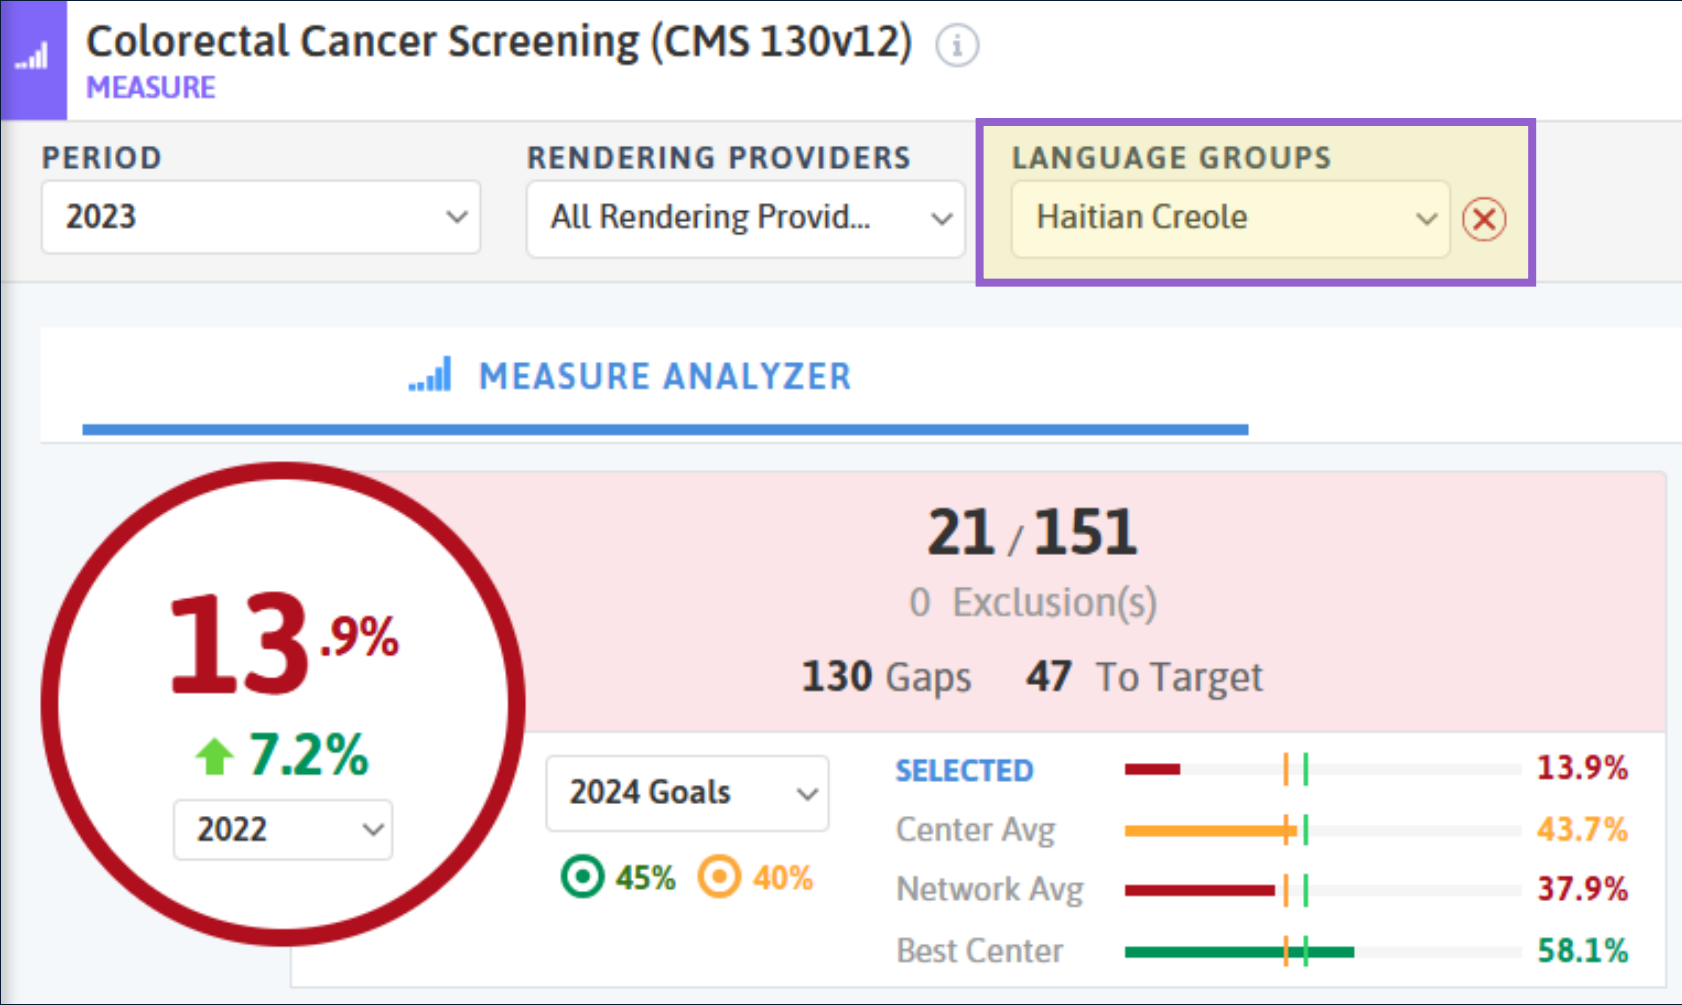 Colorectal Cancer Screening (CMS 130v12)
MEASURE
PERIOD
2023
RENDERING PROVIDERS
All Rendering Provid...
LANGUAGE GROUPS
Haitian Creole
MEASURE ANALYZER
13.9%
7.2%
2022
21 / 151
0 Exclusion(s)
130 Gaps 47 To Target
2024 Goals
45% 40%
SELECTED 13.9%
Center Avg 43.7%
Network Avg 37.9%
Best Center 58.1%